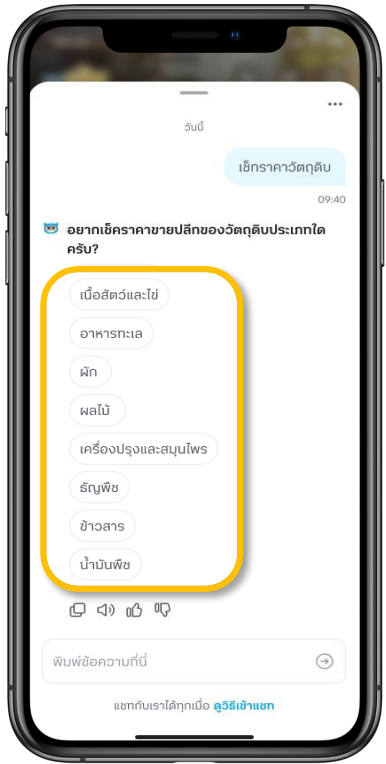 วันนี้
เช็กราคาวัตถุดิบ
09:40
อยากเช็คราคาขายปลีกของวัตถุดิบประเภทใด
ครับ?
เนื้อสัตว์และไข่
อาหารทะเล
ผัก
ผลไม้
เครื่องปรุงและสมุนไพร
ธัญพืช
ข้าวสาร
น้ำมันพืช
พิมพ์ข้อความที่นี่
แชทกับเราได้ทุกเมื่อ ดูวิธีเข้าแชท